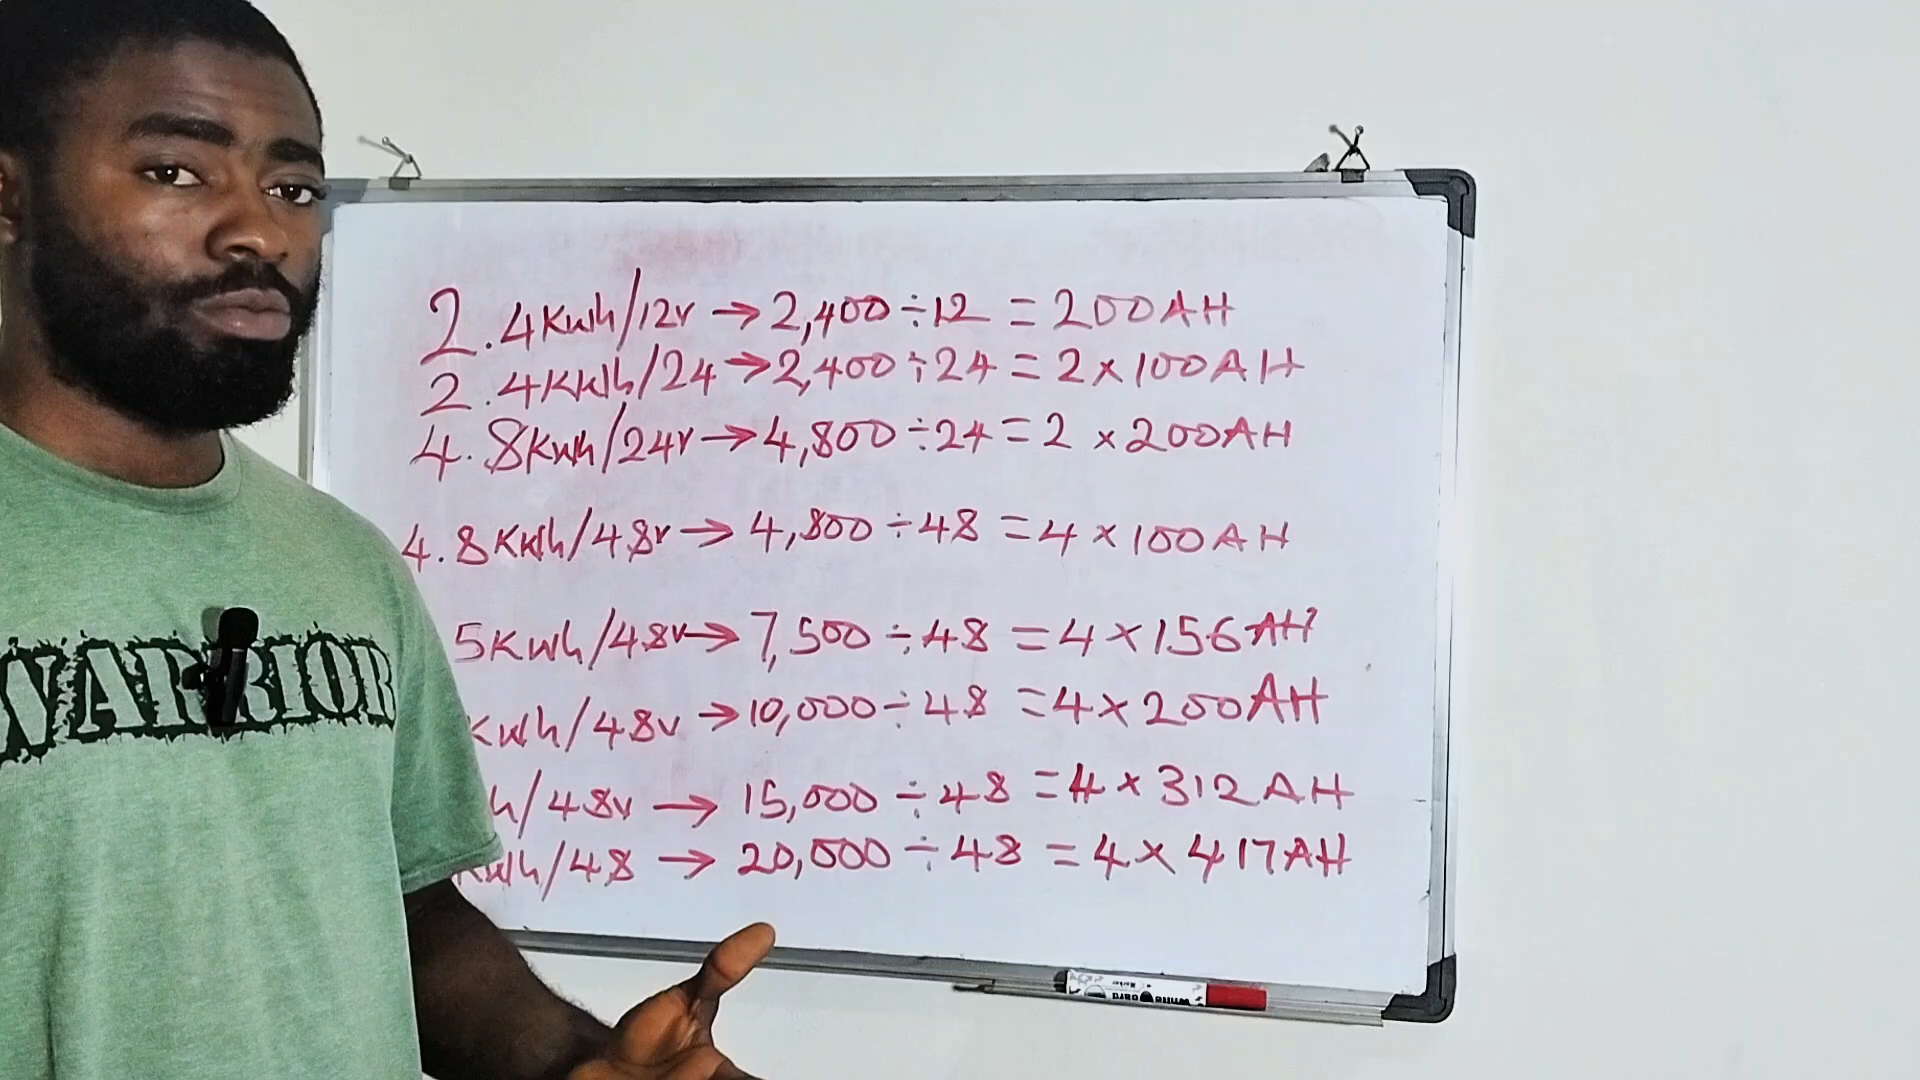 2.4Kwh/12v → 2,400 ÷ 12 = 200AH
2.4KWh/24 → 2,400 ÷ 24 = 2 × 100AH
4.8Kwh/24v → 4,800 ÷ 24 = 2 × 200AH
4.8KWh/48v → 4,800 ÷ 48 = 4 × 100AH
5Kwh/48v → 7,500 ÷ 48 = 4 × 156AH
Kwh/48v → 10,000 ÷ 48 = 4 × 200AH
h/48v → 15,000 ÷ 48 = 4 × 312AH
Kwh/48 → 20,000 ÷ 48 = 4 × 417AH
WARRIOR
White Board
Marker